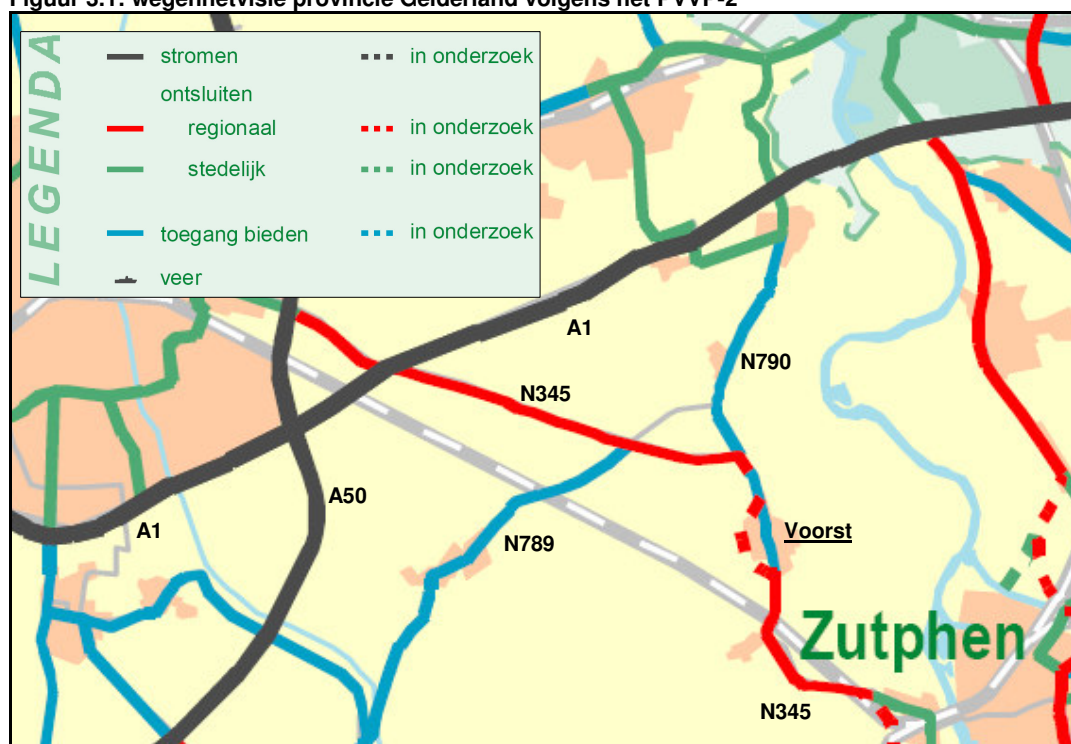 Figuur 3.1: wegennetvisie provincie Gelderland volgens het PVVP-2
LEGENDA
stromen
in onderzoek
ontsluiten
regionaal
in onderzoek
stedelijk
in onderzoek
toegang bieden
in onderzoek
veer
A1
N790
N345
A50
A1
N789
Voorst
Zutphen
N345